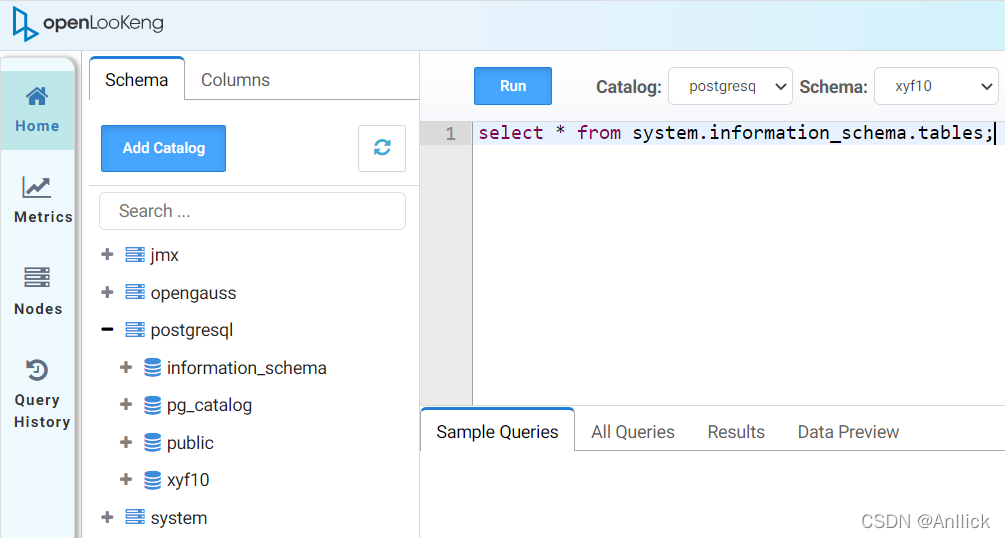 openLooKeng
Home
Metrics
Nodes
Query
History
Schema Columns
Add Catalog
Search ...
jmx
opengauss
postgresql
information_schema
pg_catalog
public
xyf10
system
Run Catalog: postgresq Schema: xyf10
1 select * from system.information_schema.tables;
Sample Queries All Queries Results Data Preview
CSDN @Anllick